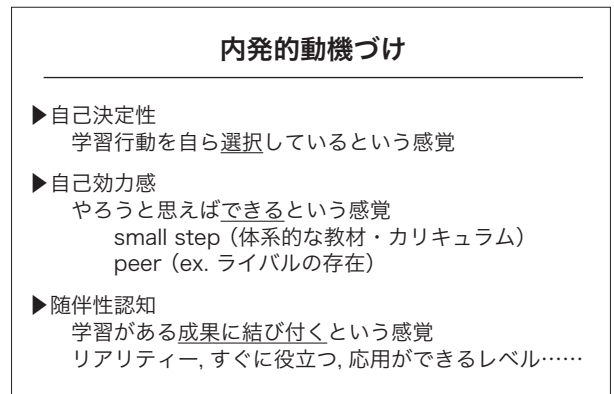 内発的動機づけ
▶自己決定性
学習行動を自ら選択しているという感覚
▶自己効力感
やろうと思えばできるという感覚
small step（体系的な教材・カリキュラム）
peer（ex. ライバルの存在）
▶随伴性認知
学習がある成果に結び付くという感覚
リアリティー, すぐに役立つ, 応用ができるレベル……